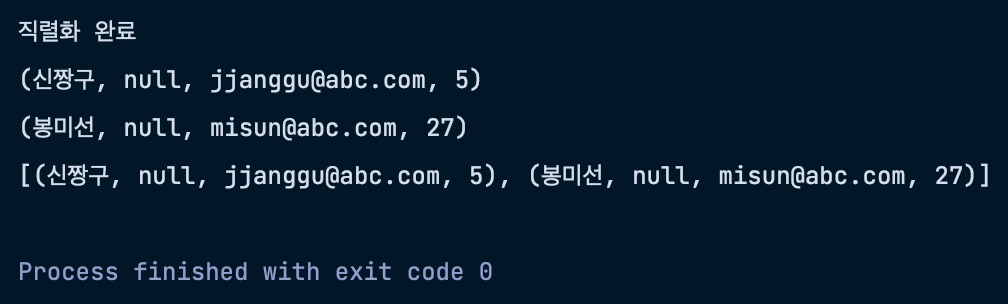 직렬화 완료
(신짱구, null, jjanggu@abc.com, 5)
(봉미선, null, misun@abc.com, 27)
[(신짱구, null, jjanggu@abc.com, 5), (봉미선, null, misun@abc.com, 27)]
Process finished with exit code 0